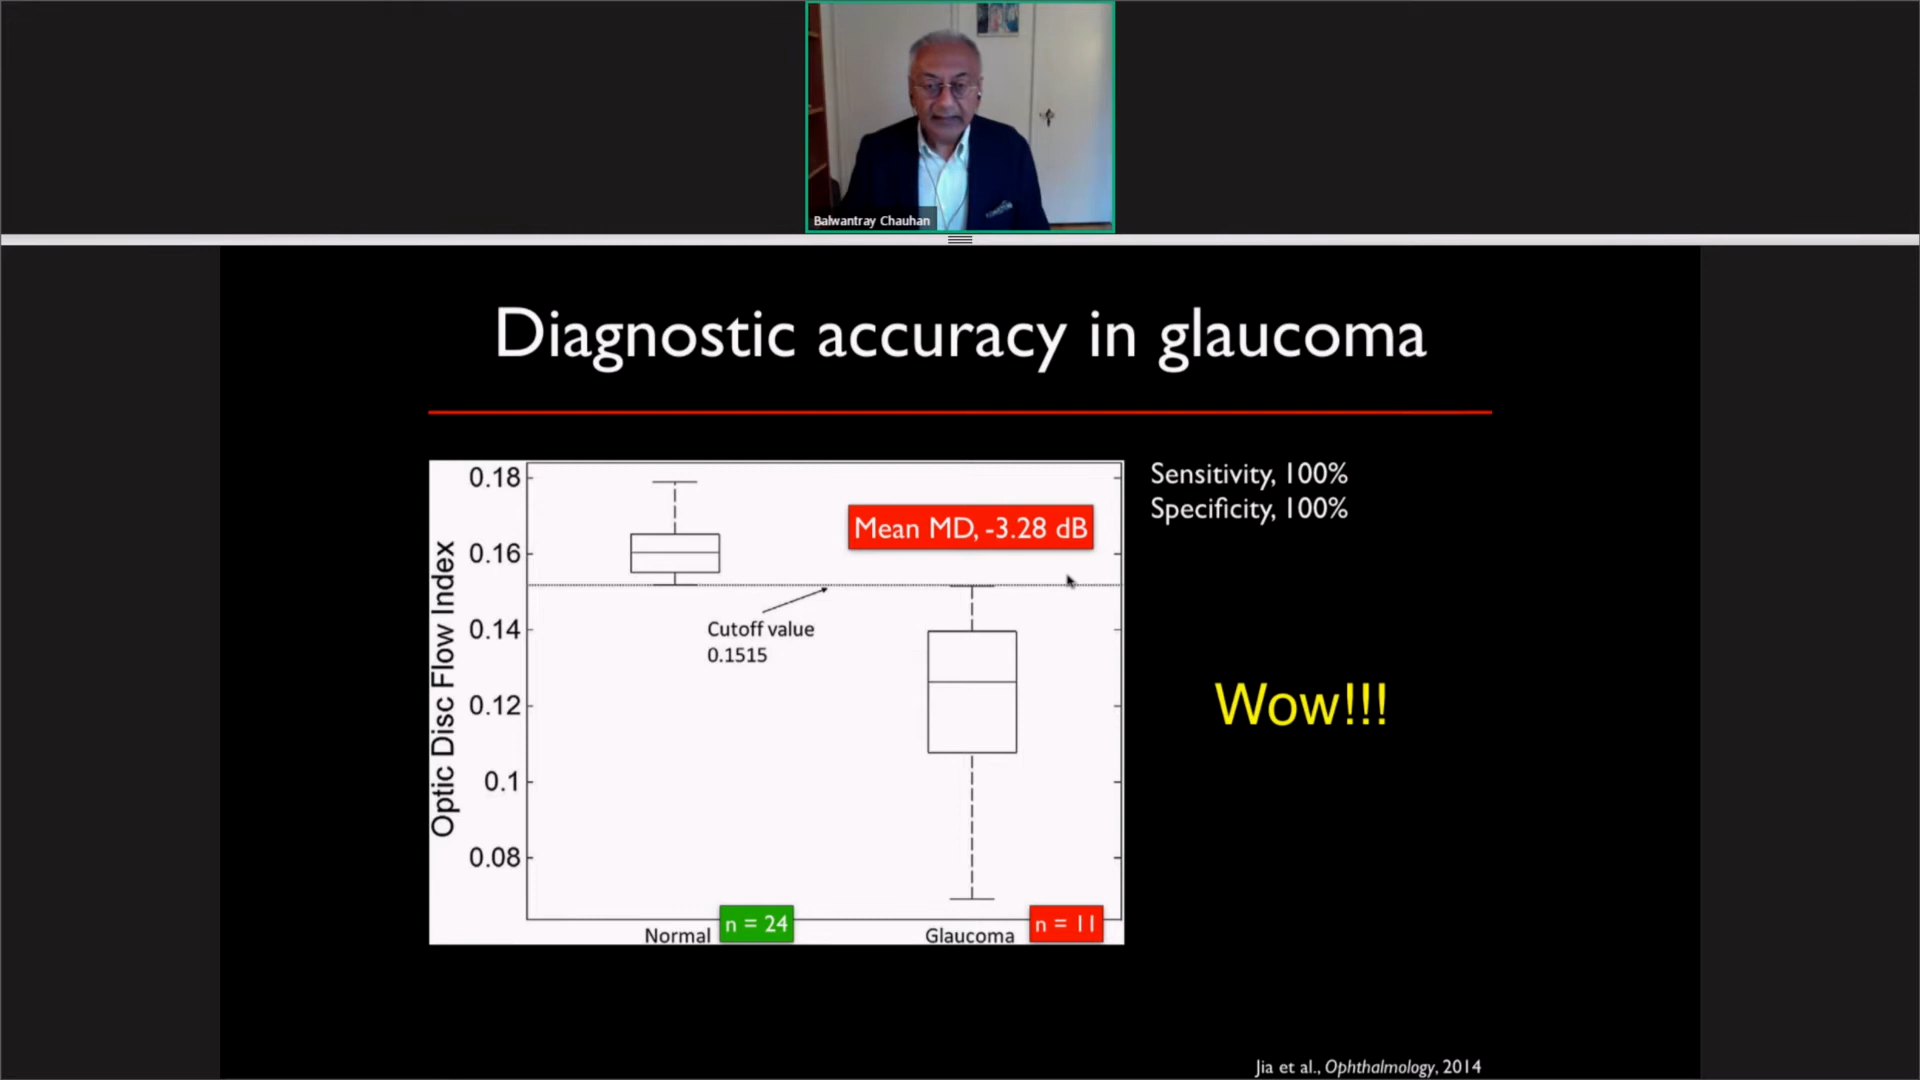 Balwantray Chauhan
Diagnostic accuracy in glaucoma
Sensitivity, 100%
Specificity, 100%
Optic Disc Flow Index
0.18
0.16
0.14
0.12
0.1
0.08
Mean MD, -3.28 dB
Cutoff value
0.1515
Normal
n = 24
Glaucoma
n = 11
Wow!!!
Jia et al., Ophthalmology, 2014